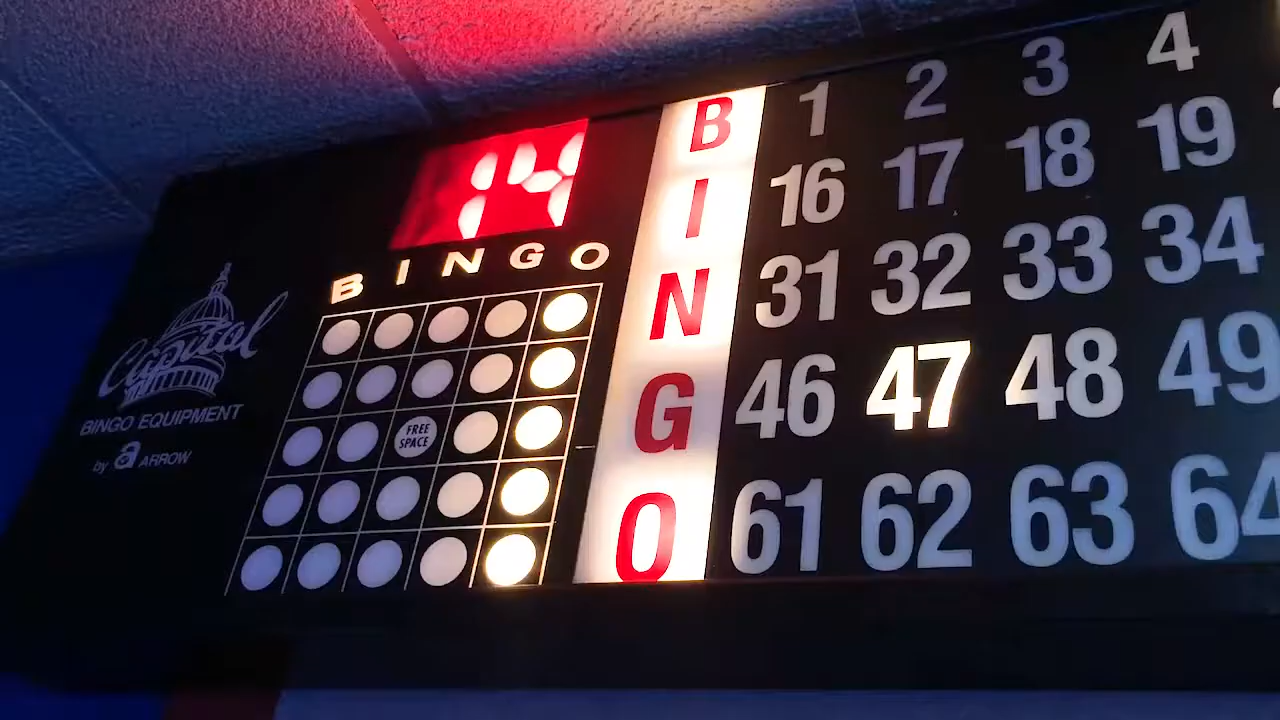 14
B I N G O
FREE SPACE
Capital
BINGO EQUIPMENT
by a ARROW
B 1 2 3 4
I 16 17 18 19
N 31 32 33 34
G 46 47 48 49
O 61 62 63 64